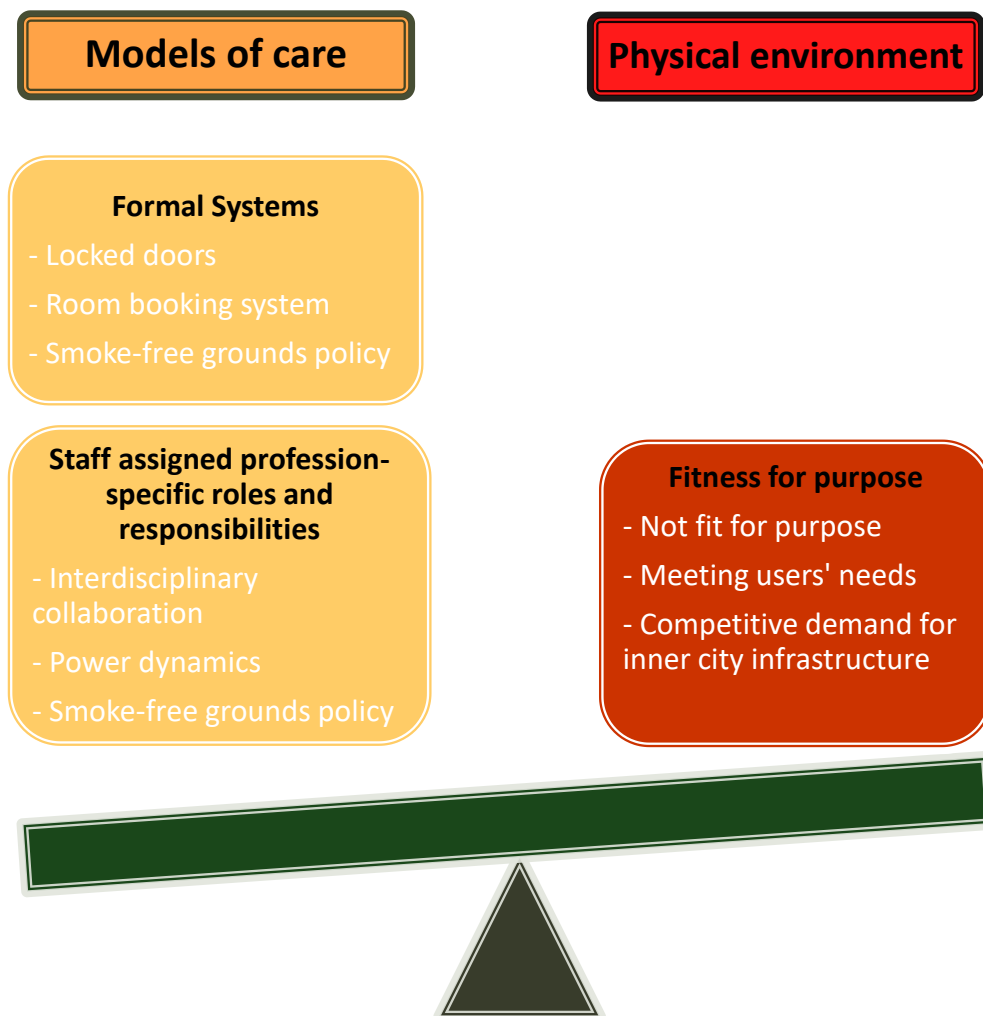 Models of care
Physical environment
Formal Systems
- Locked doors
- Room booking system
- Smoke-free grounds policy
Staff assigned profession-
specific roles and
responsibilities
- Interdisciplinary
collaboration
- Power dynamics
- Smoke-free grounds policy
Fitness for purpose
- Not fit for purpose
- Meeting users' needs
- Competitive demand for
inner city infrastructure